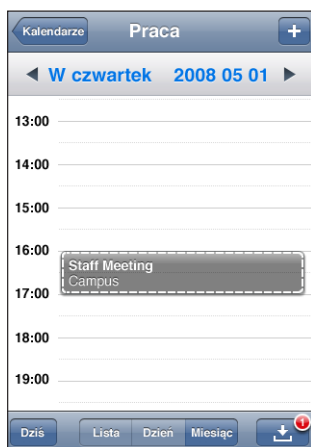 Kalendarze Praca +
W czwartek 2008 05 01
13:00
14:00
15:00
16:00
Staff Meeting
Campus
17:00
18:00
19:00
Dziś Lista Dzień Miesiąc 1